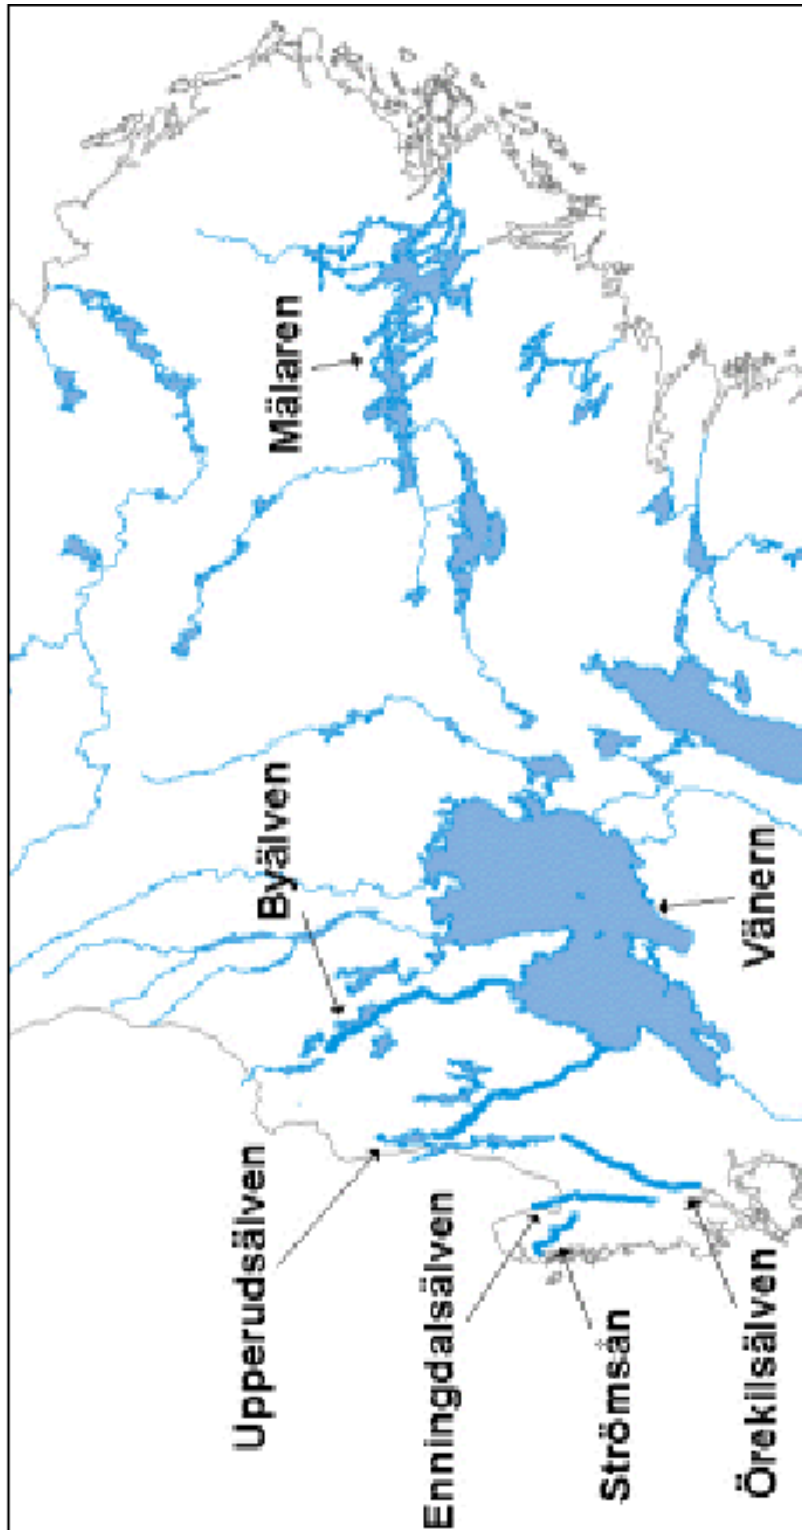 Upperudsälven
Enningdalsälven
Strömsån
Örekilsälven
Byälven
Vänern
Mälaren